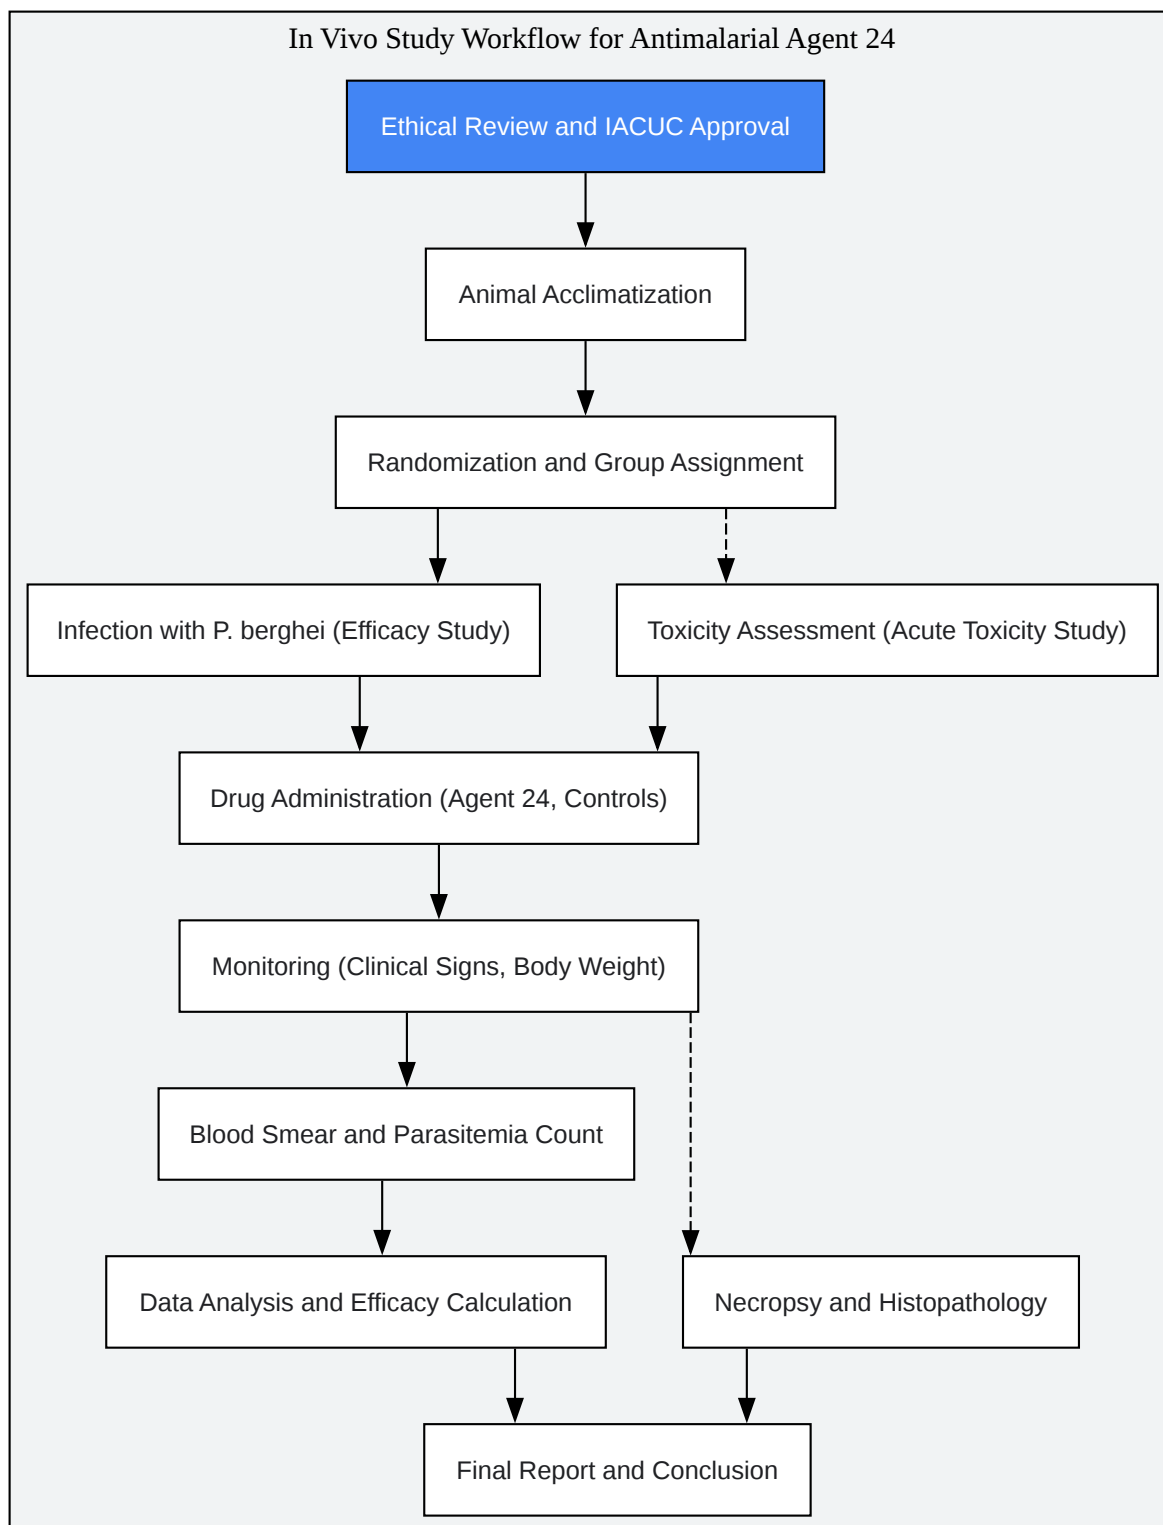 In Vivo Study Workflow for Antimalarial Agent 24
Ethical Review and IACUC Approval
Animal Acclimatization
Randomization and Group Assignment
Infection with P. berghei (Efficacy Study)
Toxicity Assessment (Acute Toxicity Study)
Drug Administration (Agent 24, Controls)
Monitoring (Clinical Signs, Body Weight)
Blood Smear and Parasitemia Count
Data Analysis and Efficacy Calculation
Necropsy and Histopathology
Final Report and Conclusion